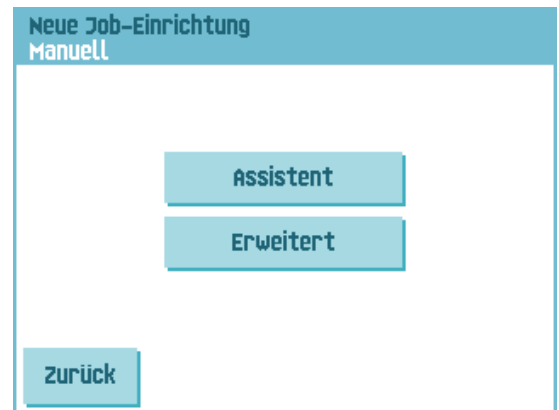 Neue Job-Einrichtung
Manuell
Assistent
Erweitert
Zurück